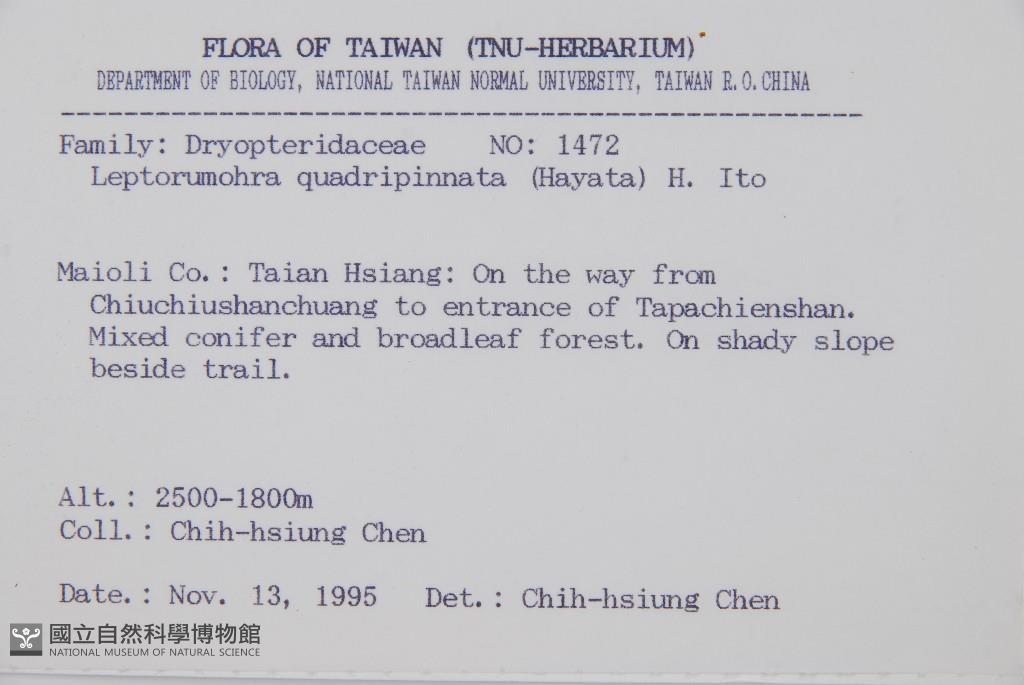 FLORA OF TAIWAN (TNU-HERBARIUM)
DEPARTMENT OF BIOLOGY, NATIONAL TAIWAN NORMAL UNIVERSITY, TAIWAN R.O.CHINA
--------------------------------------------------
Family: Dryopteridaceae NO: 1472
Leptorumohra quadripinnata (Hayata) H. Ito
Maioli Co.: Taian Hsiang: On the way from
Chiuchiushanchuang to entrance of Tapachienshan.
Mixed conifer and broadleaf forest. On shady slope
beside trail.
Alt.: 2500-1800m
Coll.: Chih-hsiung Chen
Date.: Nov. 13, 1995 Det.: Chih-hsiung Chen
國立自然科學博物館
NATIONAL MUSEUM OF NATURAL SCIENCE